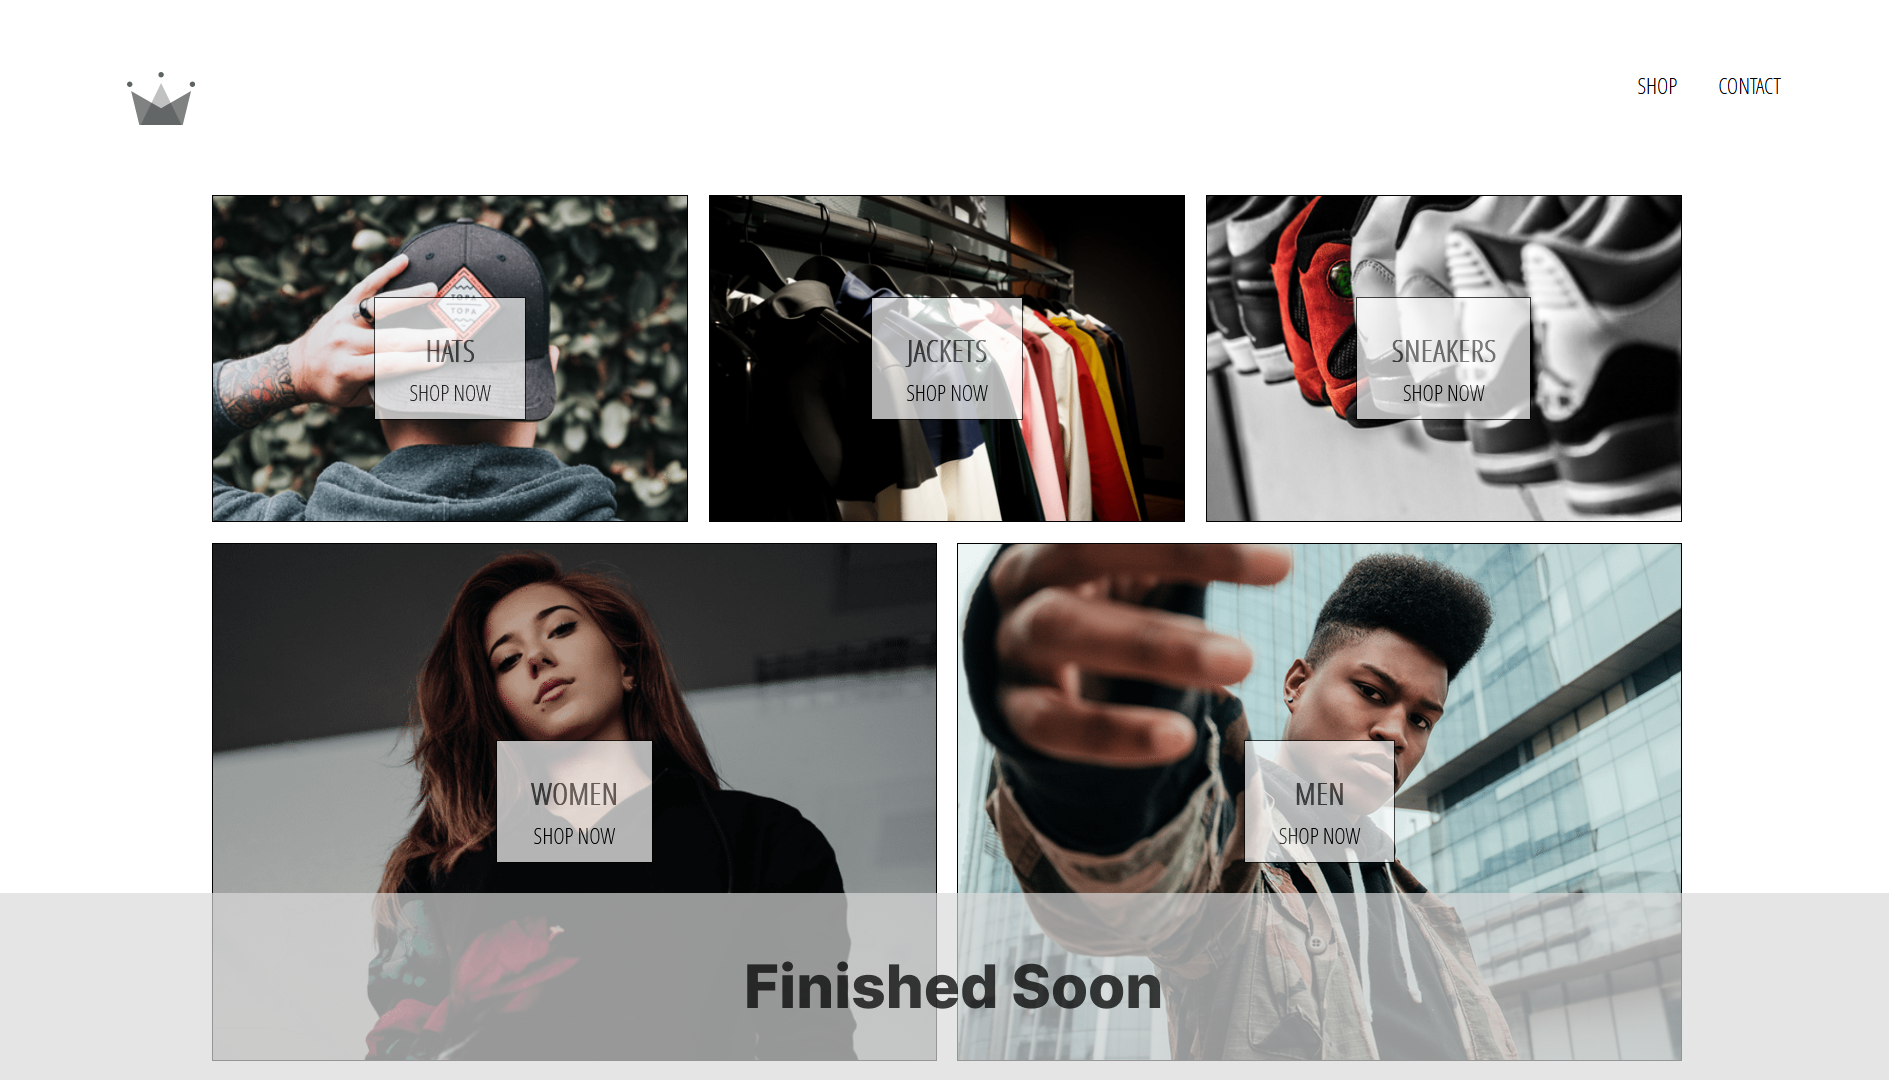 SHOP CONTACT
TOPA
TOPA
HATS
SHOP NOW
JACKETS
SHOP NOW
SNEAKERS
SHOP NOW
WOMEN
SHOP NOW
MEN
SHOP NOW
Finished Soon